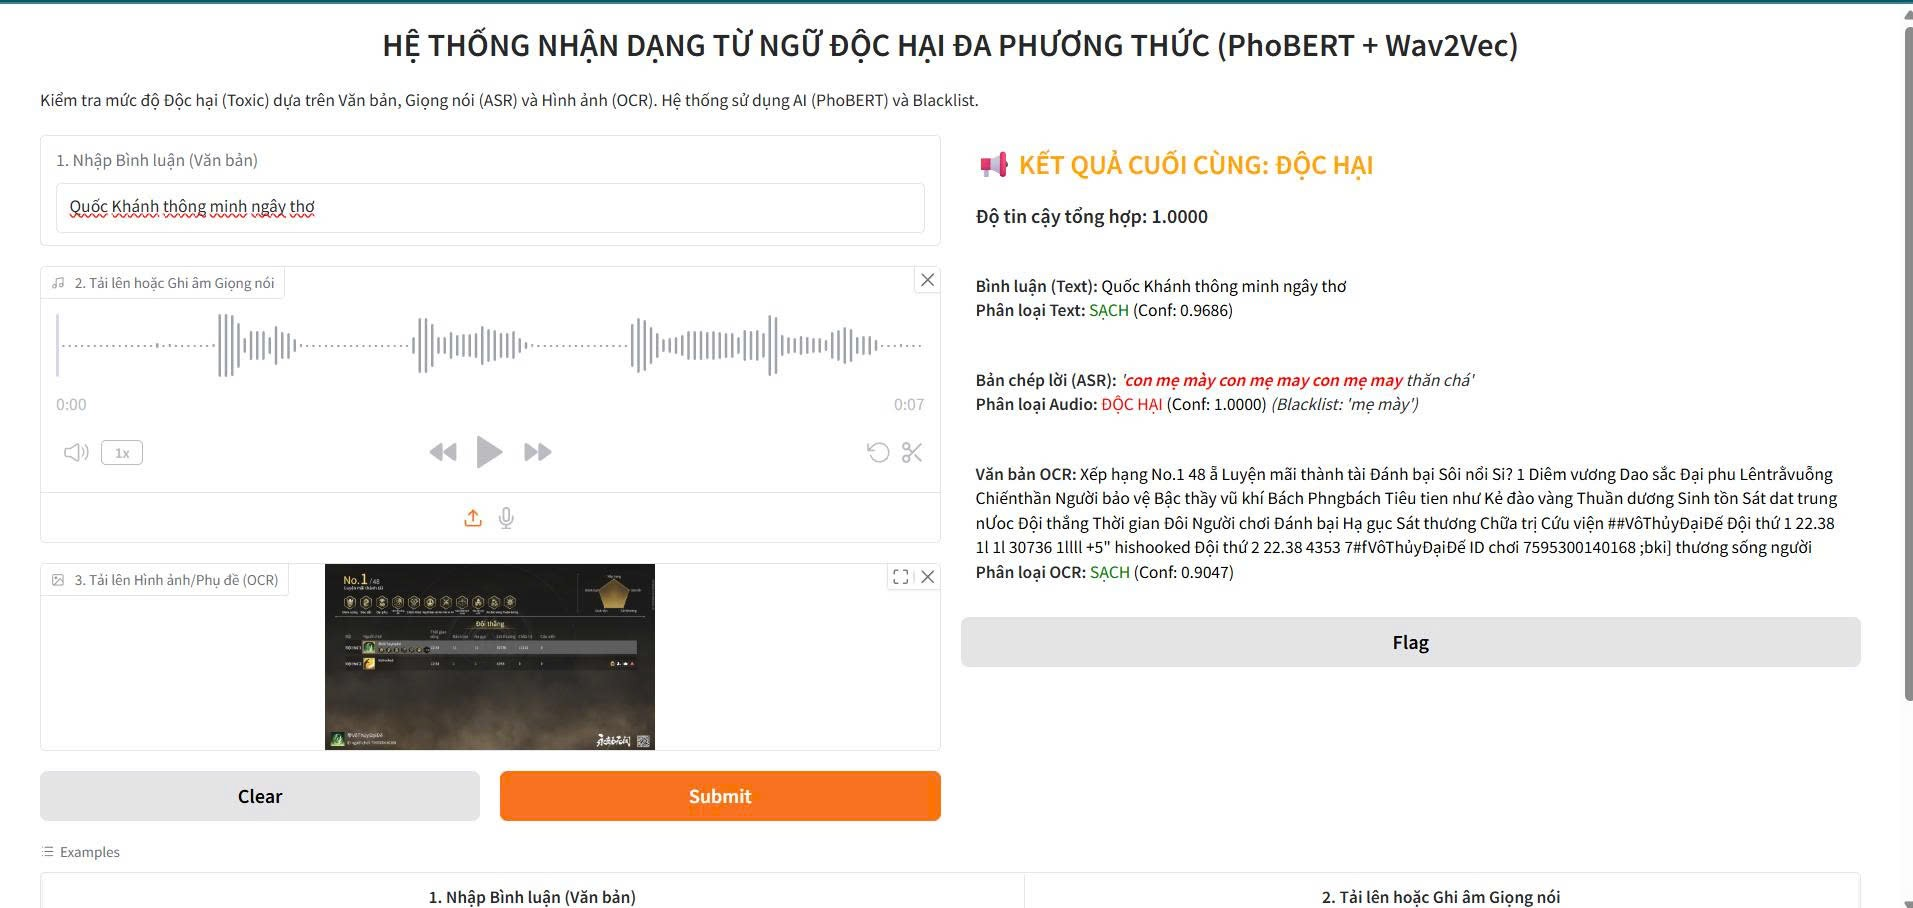 HỆ THỐNG NHẬN DẠNG TỪ NGỮ ĐỘC HẠI ĐA PHƯƠNG THỨC (PhoBERT + Wav2Vec)
Kiểm tra mức độ Độc hại (Toxic) dựa trên Văn bản, Giọng nói (ASR) và Hình ảnh (OCR). Hệ thống sử dụng AI (PhoBERT) và Blacklist.
1. Nhập Bình luận (Văn bản)
Quốc Khánh thông minh ngây thơ
2. Tải lên hoặc Ghi âm Giọng nói
0:00
0:07
1x
3. Tải lên Hình ảnh/Phụ đề (OCR)
No.1 /48
Luyện mãi thành tài
Đội thắng
Clear
Submit
KẾT QUẢ CUỐI CÙNG: ĐỘC HẠI
Độ tin cậy tổng hợp: 1.0000
Bình luận (Text): Quốc Khánh thông minh ngây thơ
Phân loại Text: SẠCH (Conf: 0.9686)
Bản chép lời (ASR): 'con mẹ mày con mẹ may con mẹ may thăn chá'
Phân loại Audio: ĐỘC HẠI (Conf: 1.0000) (Blacklist: 'mẹ mày')
Văn bản OCR: Xếp hạng No.1 48 å Luyện mãi thành tài Đánh bại Sôi nổi Si? 1 Diêm vương Dao sắc Đại phu Lêntrằvuỗng
Chiếnthần Người bảo vệ Bậc thầy vũ khí Bách Phngbách Tiêu tien như Kẻ đào vàng Thuần dương Sinh tồn Sát dat trung
nƯoc Đội thắng Thời gian Đôi Người chơi Đánh bại Hạ gục Sát thương Chữa trị Cứu viện ##VôThủyĐạiĐế Đội thứ 1 22.38
1l 1l 30736 1llll +5" hishooked Đội thứ 2 22.38 4353 7#fVôThủyĐạiĐế ID chơi 7595300140168 ;bki] thương sống người
Phân loại OCR: SẠCH (Conf: 0.9047)
Flag
Examples
1. Nhập Bình luận (Văn bản)
2. Tải lên hoặc Ghi âm Giọng nói